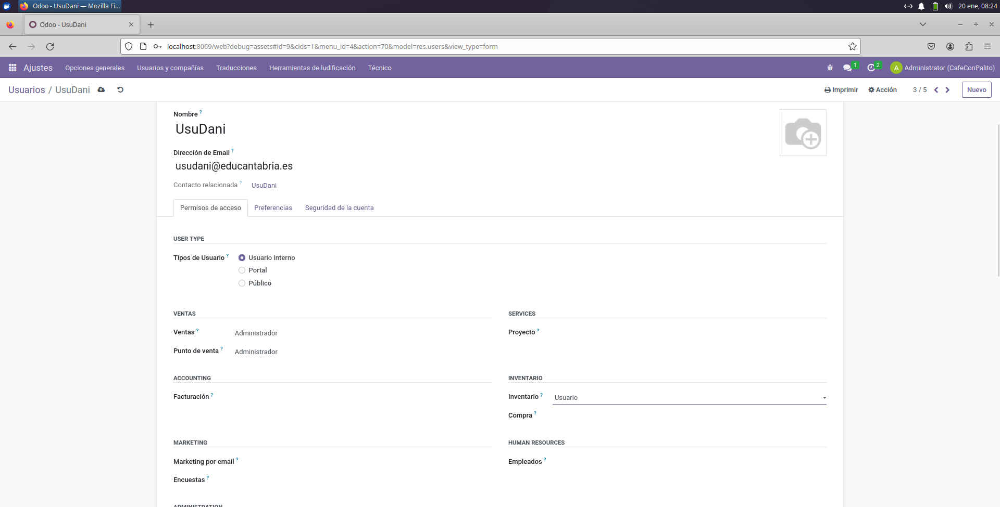 Odoo - UsuDani — Mozilla Fi...
20 ene, 08:24
Odoo - UsuDani
localhost:8069/web?debug=assets#id=9&cids=1&menu_id=4&action=70&model=res.users&view_type=form
Ajustes Opciones generales Usuarios y compañías Traducciones Herramientas de ludificación Técnico 1 2 A Administrator (CafeConPalito)
Usuarios / UsuDani Imprimir Acción 3 / 5 Nuevo
Nombre ?
UsuDani
Dirección de Email ?
usudani@educantabria.es
Contacto relacionada ? UsuDani
Permisos de acceso Preferencias Seguridad de la cuenta
USER TYPE
Tipos de Usuario ? Usuario interno
Portal
Público
VENTAS SERVICES
Ventas ? Administrador Proyecto ?
Punto de venta ? Administrador
ACCOUNTING INVENTARIO
Facturación ? Inventario ? Usuario
Compra ?
MARKETING HUMAN RESOURCES
Marketing por email ? Empleados ?
Encuestas ?
ADMINISTRATION